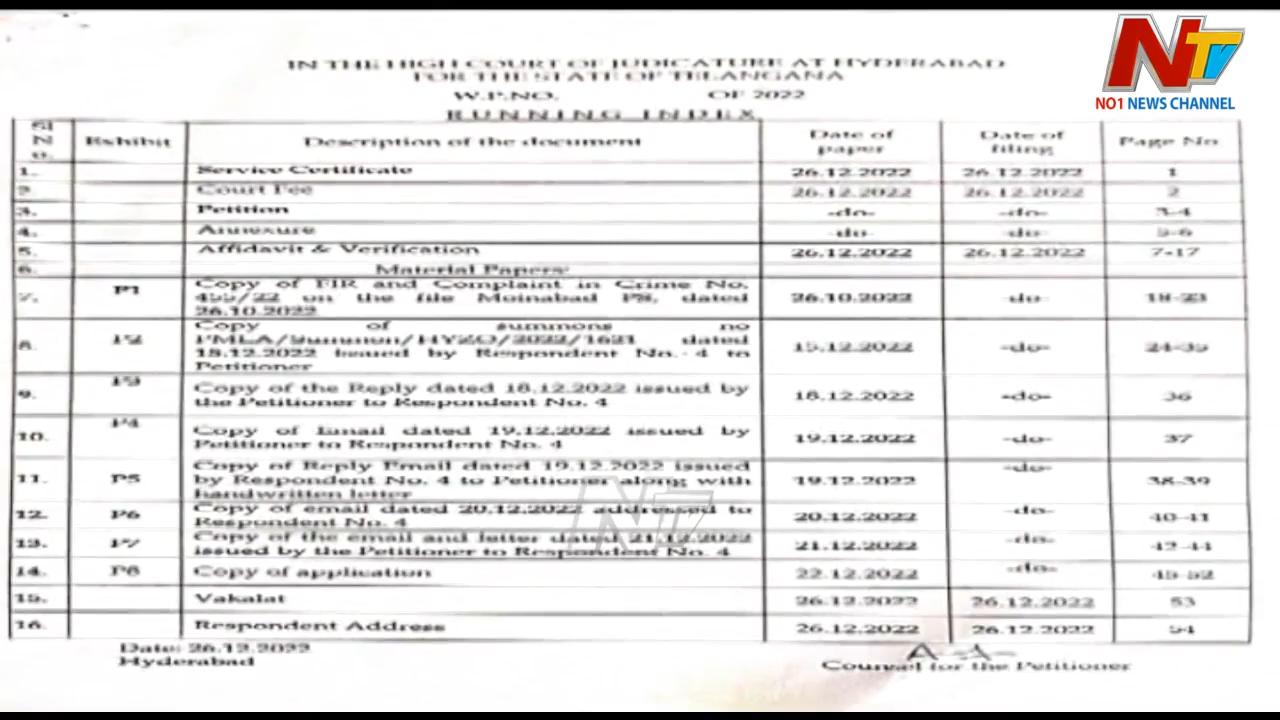 NTV
NO1 NEWS CHANNEL
IN THE HIGH COURT OF JUDICATURE AT HYDERABAD
FOR THE STATE OF TELANGANA
W.P.NO. OF 2022
RUNNING INDEX
Sl No. Exhibit Description of the document Date of paper Date of filing Page No
1. Service Certificate 26.12.2022 26.12.2022 1
2 Court Fee 26.12.2022 26.12.2022 2
3. Petition -do- -do- 3-4
4. Annexure -do- -do- 5-6
5. Affidavit & Verification 26.12.2022 26.12.2022 7-17
6. Material Papers
7. P1 Copy of FIR and Complaint in Crime No. 26.10.2022 -do- 18-23
455/22 on the file Moinabad PS, dated
26.10.2022
8. P2 Copy of summons no 15.12.2022 -do- 24-35
PMLA/Summon/HYZO/2022/1621 dated
18.12.2022 issued by Respondent No. 4 to
Petitioner
9. P3 Copy of the Reply dated 18.12.2022 issued by 18.12.2022 -do- 36
the Petitioner to Respondent No. 4
10. P4 Copy of Email dated 19.12.2022 issued by 19.12.2022 -do- 37
Petitioner to Respondent No. 4
11. P5 Copy of Reply Email dated 19.12.2022 issued 19.12.2022 -do- 38-39
by Respondent No. 4 to Petitioner along with
handwritten letter
12. P6 Copy of email dated 20.12.2022 addressed to 20.12.2022 -do- 40-41
Respondent No. 4
13. P7 Copy of the email and letter dated 21.12.2022 21.12.2022 -do- 42-44
issued by the Petitioner to Respondent No. 4
14. P8 Copy of application 22.12.2022 -do- 45-52
15. Vakalat 26.12.2022 26.12.2022 53
16. Respondent Address 26.12.2022 26.12.2022 54
Date: 26.12.2022
Hyderabad
Counsel for the Petitioner
NTV